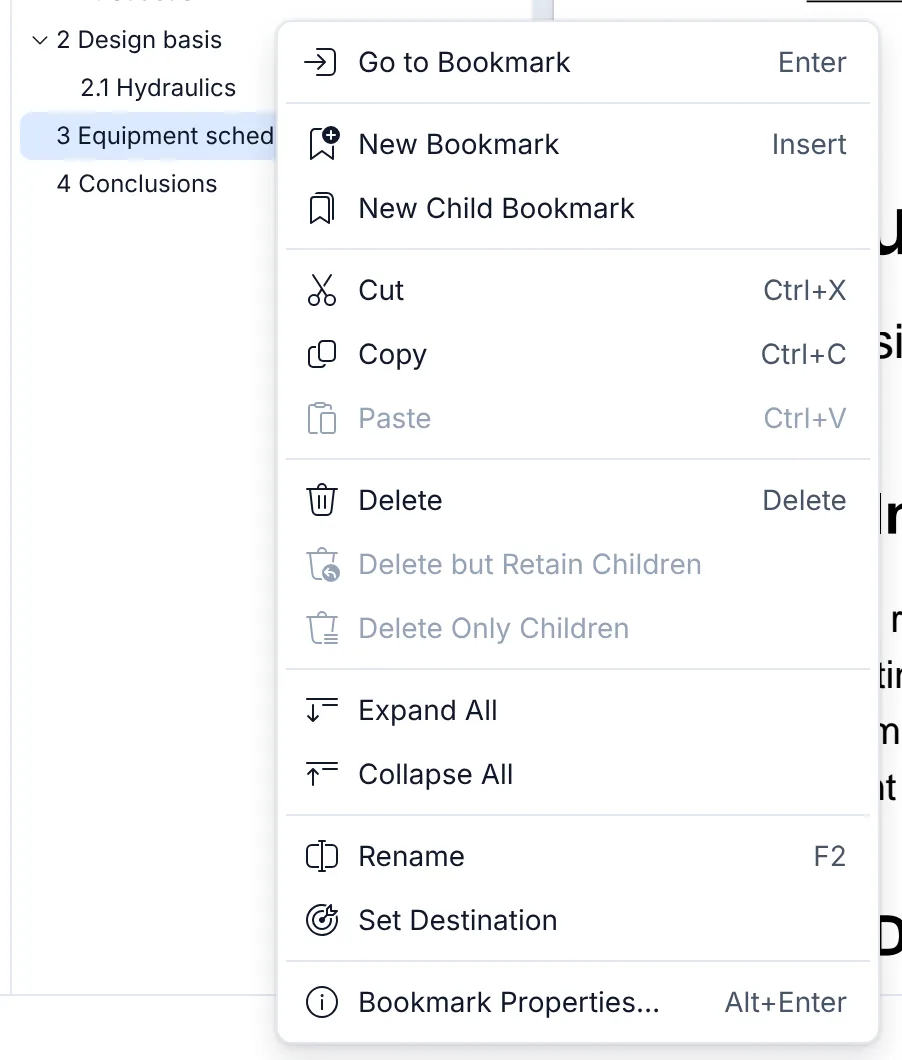 2 Design basis
2.1 Hydraulics
3 Equipment sched
4 Conclusions
Go to Bookmark Enter
New Bookmark Insert
New Child Bookmark
Cut Ctrl+X
Copy Ctrl+C
Paste Ctrl+V
Delete Delete
Delete but Retain Children
Delete Only Children
Expand All
Collapse All
Rename F2
Set Destination
Bookmark Properties... Alt+Enter